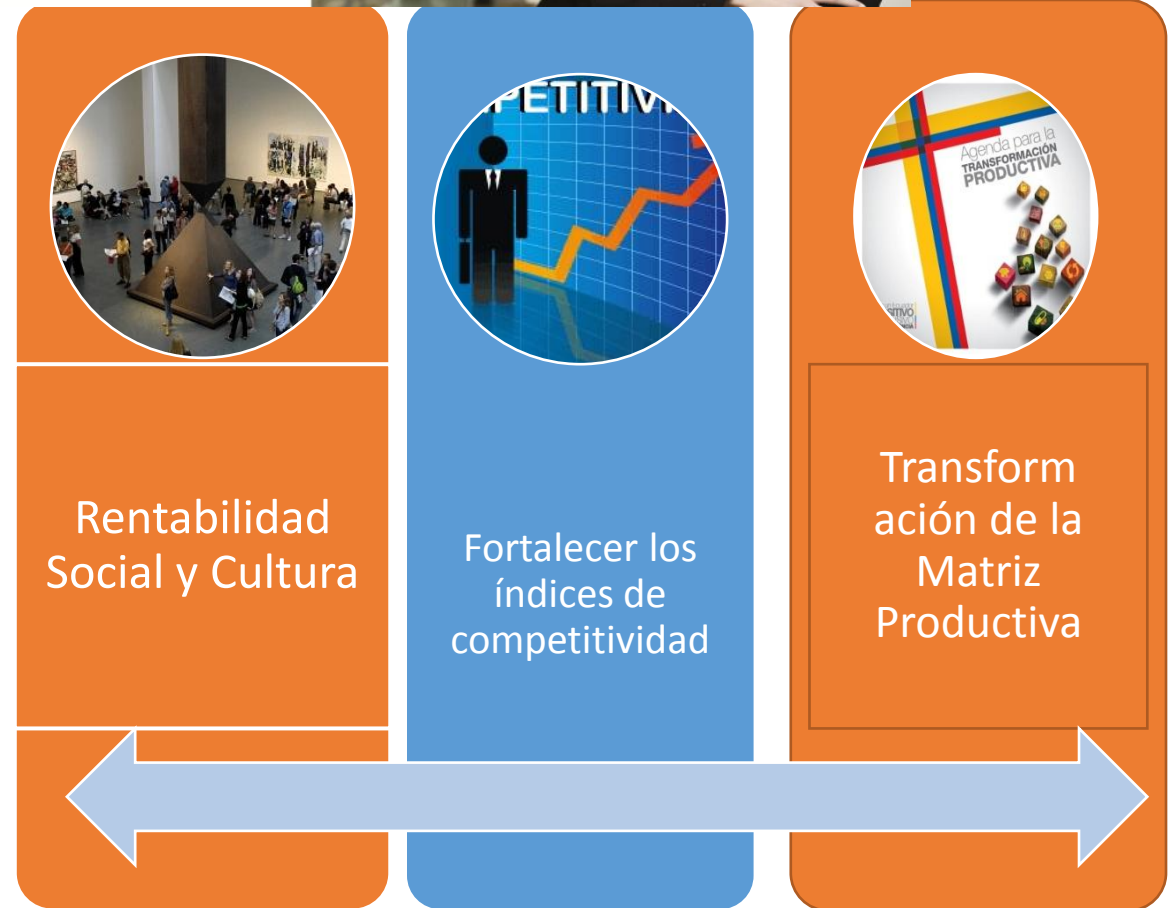 PETITIV
Agenda para la
TRANSFORMACIÓN
PRODUCTIVA
Rentabilidad
Social y Cultura
Fortalecer los
índices de
competitividad
Transform
ación de la
Matriz
Productiva